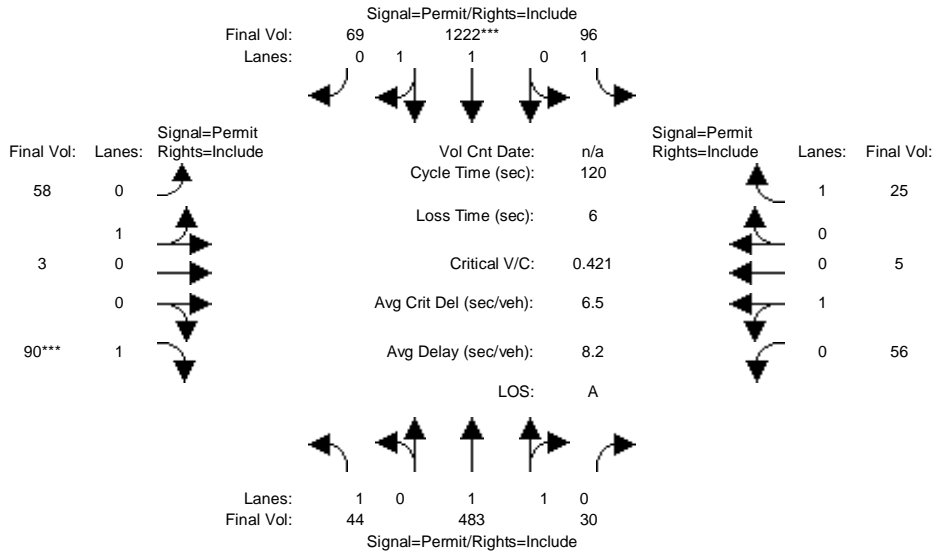 Signal=Permit/Rights=Include
Final Vol: 69 1222*** 96
Lanes: 0 1 1 0 1
Signal=Permit Signal=Permit
Final Vol: Lanes: Rights=Include Vol Cnt Date: n/a Rights=Include Lanes: Final Vol:
Cycle Time (sec): 120
58 0 1 25
Loss Time (sec): 6
1 0
3 0 Critical V/C: 0.421 0 5
0 Avg Crit Del (sec/veh): 6.5 1
90*** 1 Avg Delay (sec/veh): 8.2 0 56
LOS: A
Lanes: 1 0 1 1 0
Final Vol: 44 483 30
Signal=Permit/Rights=Include